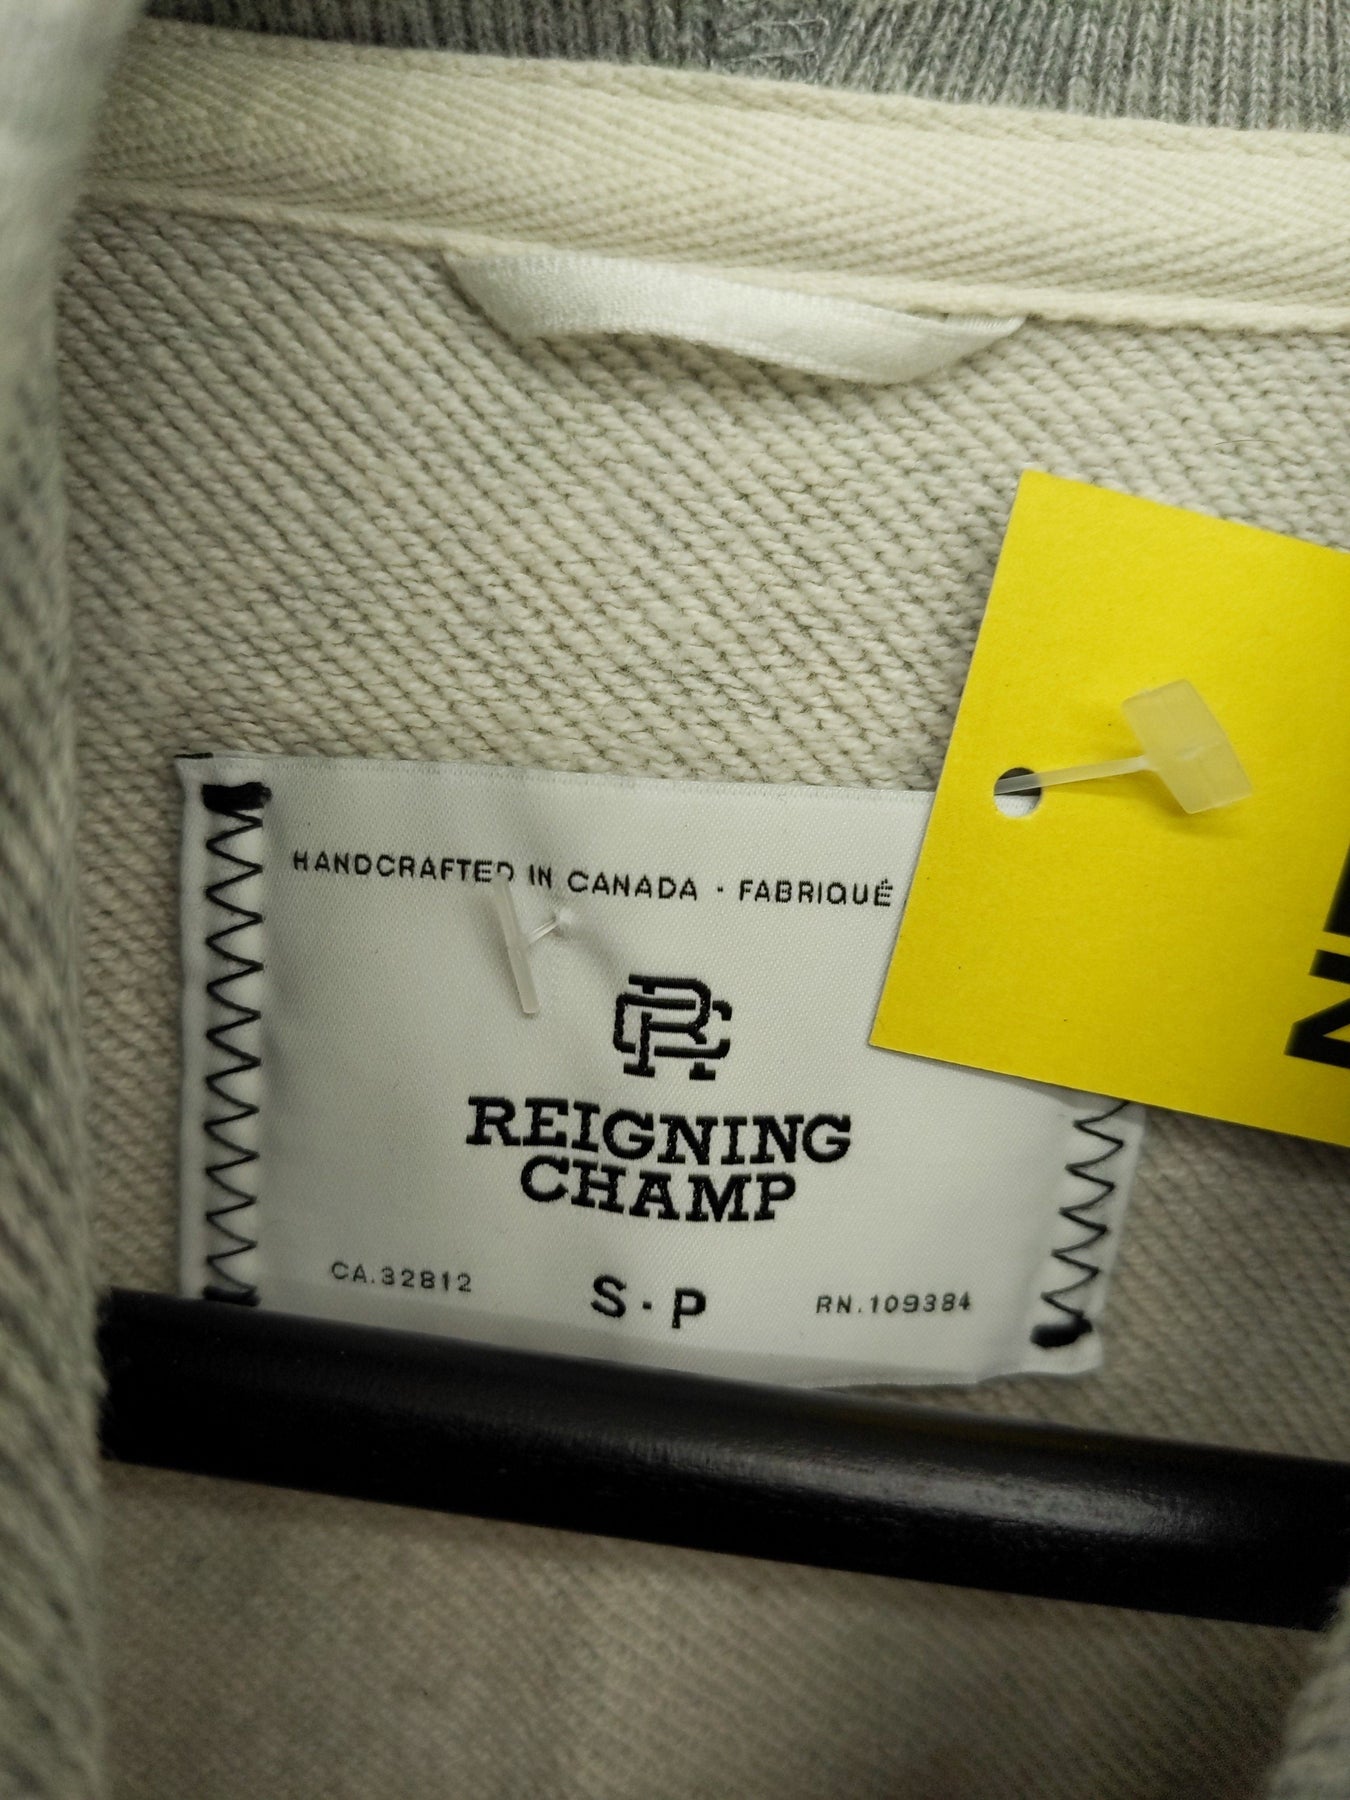 HANDCRAFTED IN CANADA · FABRIQUÉ
RC
REIGNING
CHAMP
CA.32812
S · P
RN.109384